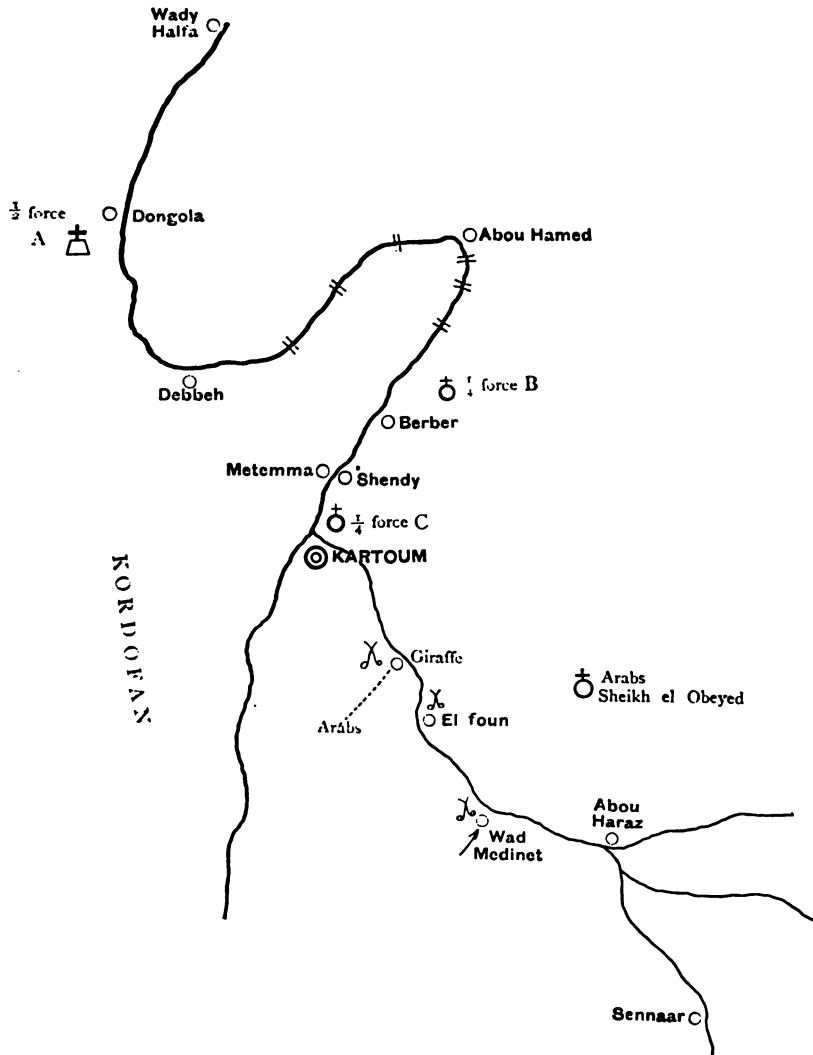 Wady
Halfa
½ force
A
Dongola
Abou Hamed
Debbeh
¼ force B
Berber
Metemma
Shendy
¼ force C
KARTOUM
KORDOFAN
Giraffe
Arabs
El foun
Arabs
Sheikh el Obeyed
Wad
Medinet
Abou
Haraz
Sennaar